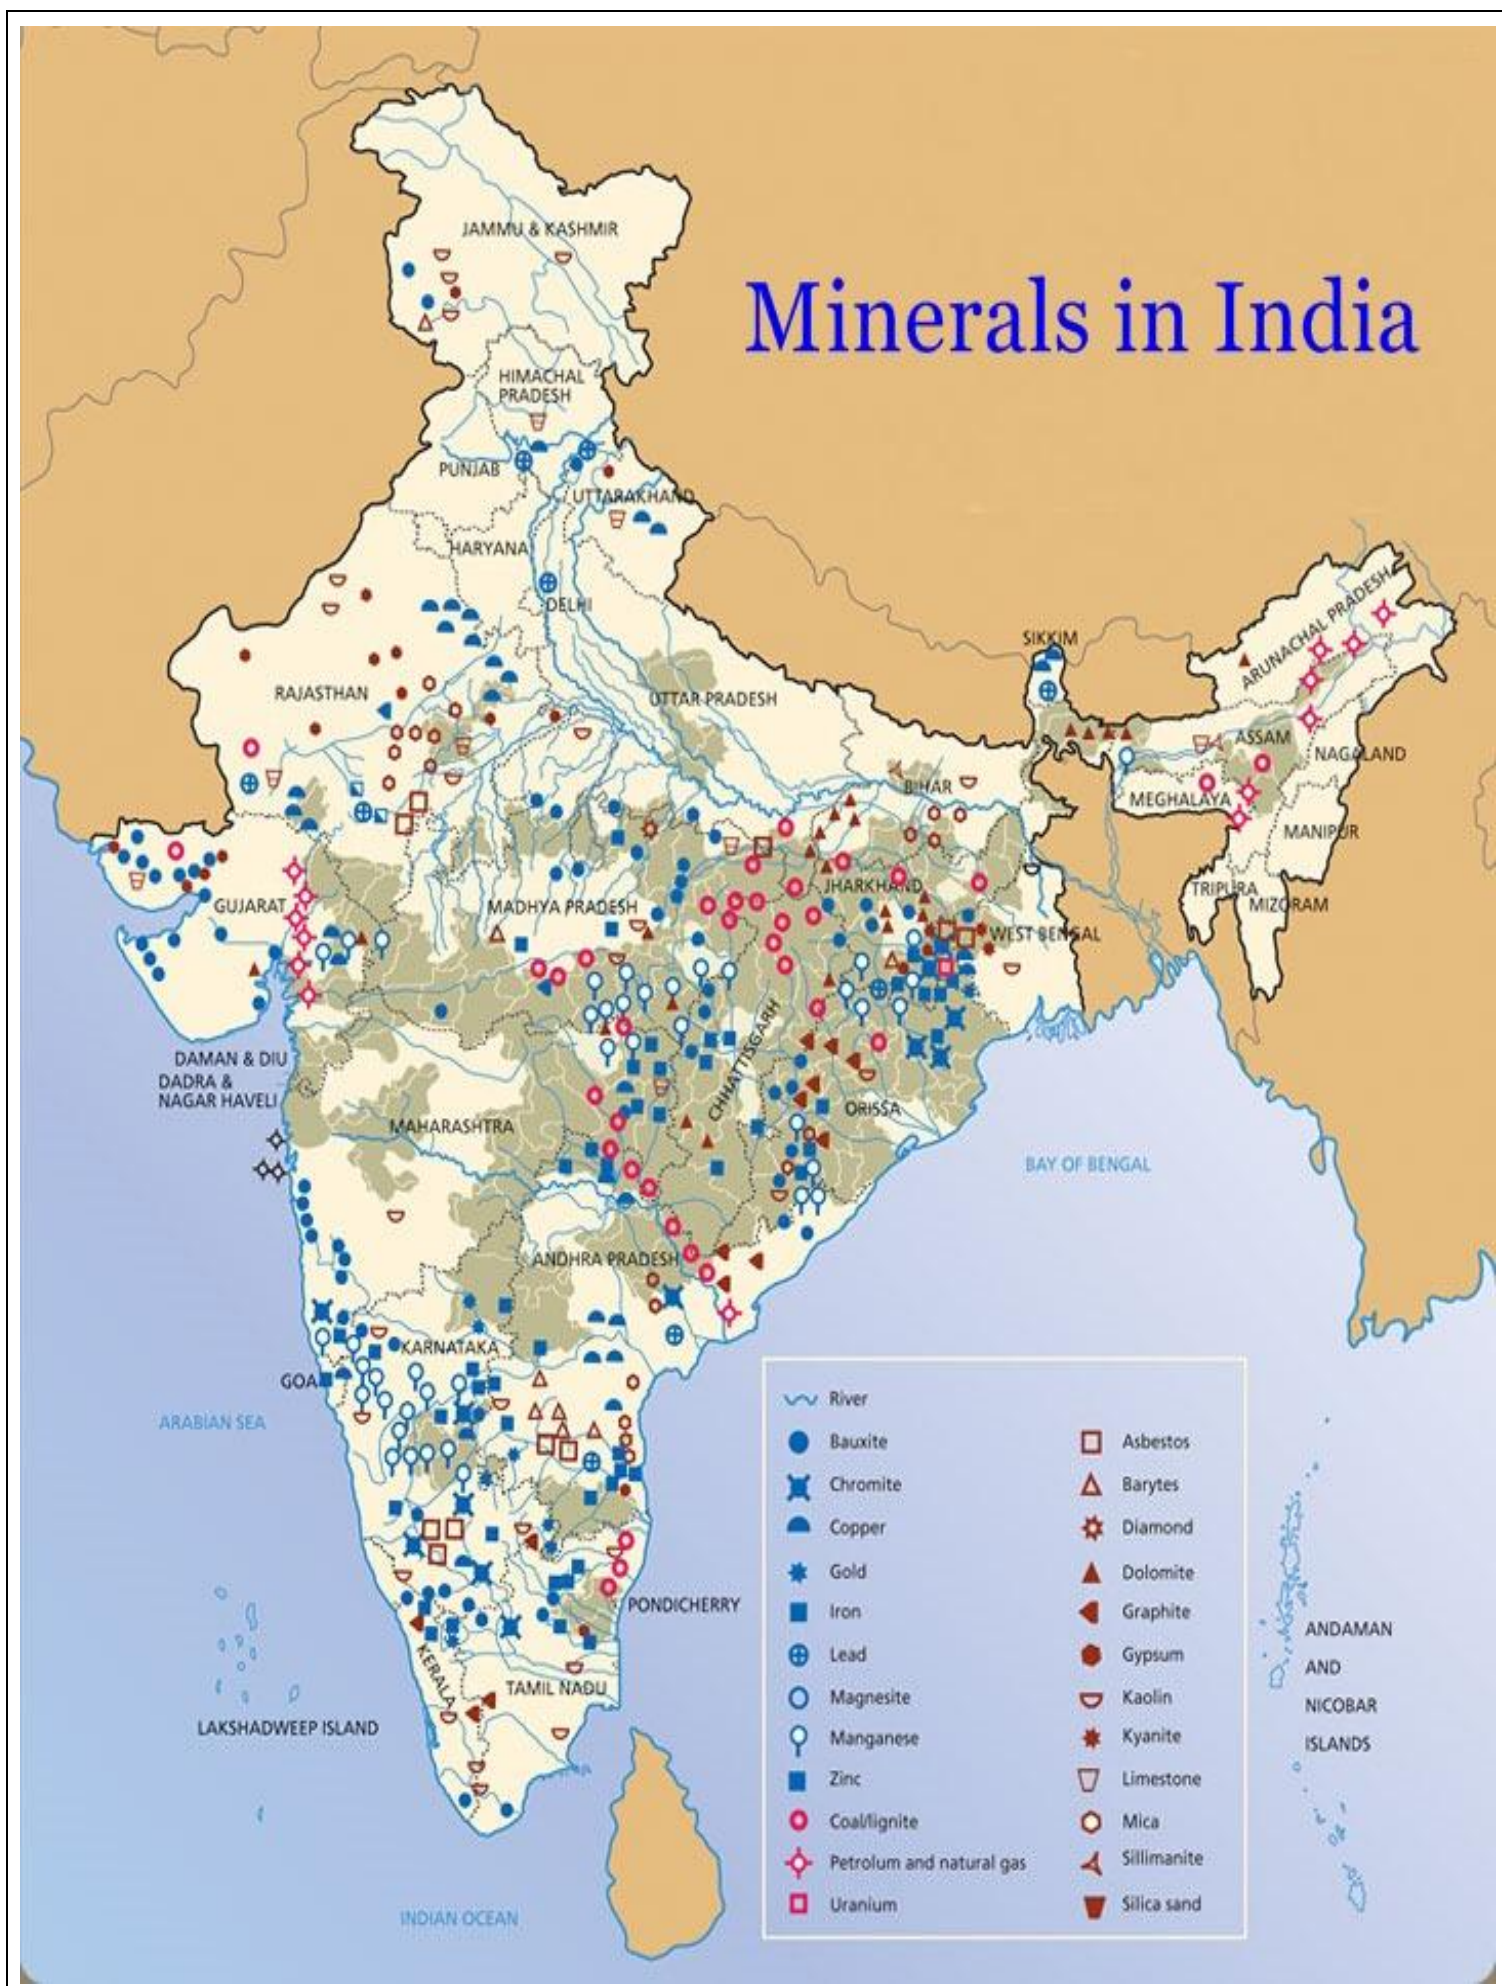 JAMMU & KASHMIR
Minerals in India
HIMACHAL
PRADESH
PUNJAB
UTTARAKHAND
HARYANA
DELHI
ARUNACHAL PRADESH
SIKKIM
RAJASTHAN
UTTAR PRADESH
ASSAM
NAGALAND
BIHAR
MEGHALAYA
MANIPUR
JHARKHAND
TRIPURA
MIZORAM
GUJARAT
MADHYA PRADESH
WEST BENGAL
DAMAN & DIU
DADRA &
NAGAR HAVELI
CHHATTISGARH
ORISSA
MAHARASHTRA
BAY OF BENGAL
ANDHRA PRADESH
KARNATAKA
GOA
ARABIAN SEA
River
Bauxite
Chromite
Copper
Gold
Iron
Lead
Magnesite
Manganese
Zinc
Coal/lignite
Petrolum and natural gas
Uranium
Asbestos
Barytes
Diamond
Dolomite
Graphite
Gypsum
Kaolin
Kyanite
Limestone
Mica
Sillimanite
Silica sand
PONDICHERRY
KERALA
TAMIL NADU
LAKSHADWEEP ISLAND
ANDAMAN
AND
NICOBAR
ISLANDS
INDIAN OCEAN